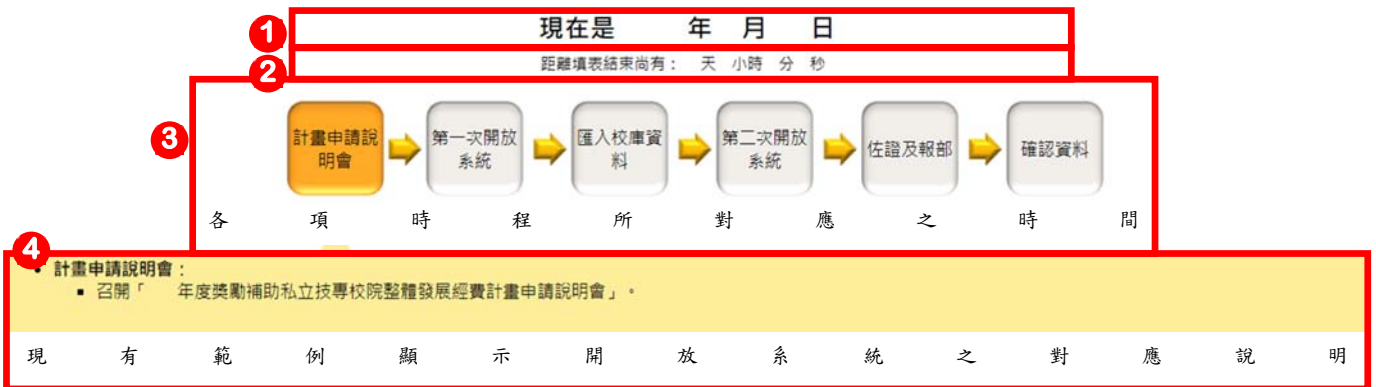 1
現在是 年 月 日
2
距離填表結束尚有： 天 小時 分 秒
3
計畫申請說明會
第一次開放系統
匯入校庫資料
第二次開放系統
佐證及報部
確認資料
各項時程所對應之時間
4
• 計畫申請說明會：
▪ 召開「 年度獎勵補助私立技專校院整體發展經費計畫申請說明會」。
現有範例顯示開放系統之對應說明